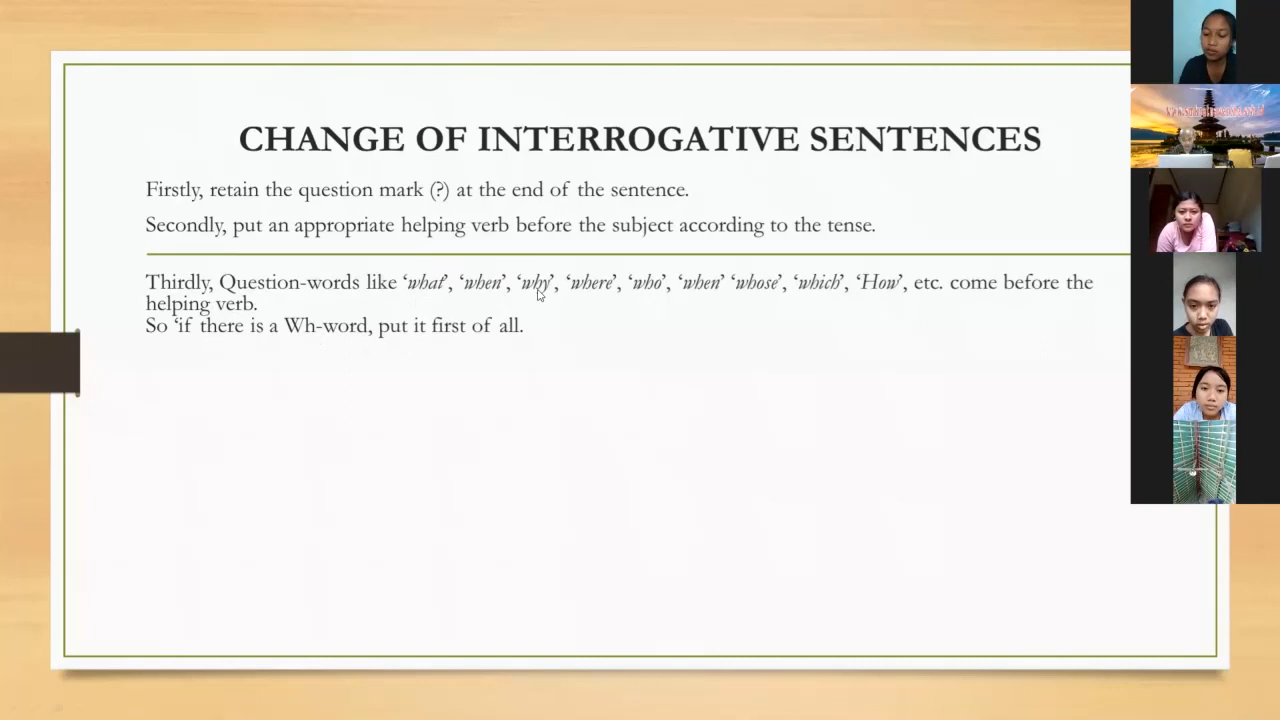 CHANGE OF INTERROGATIVE SENTENCES
Firstly, retain the question mark (?) at the end of the sentence.
Secondly, put an appropriate helping verb before the subject according to the tense.
Thirdly, Question-words like ‘what’, ‘when’, ‘why’, ‘where’, ‘who’, ‘when’ ‘whose’, ‘which’, ‘How’, etc. come before the
helping verb.
So ‘if there is a Wh-word, put it first of all.